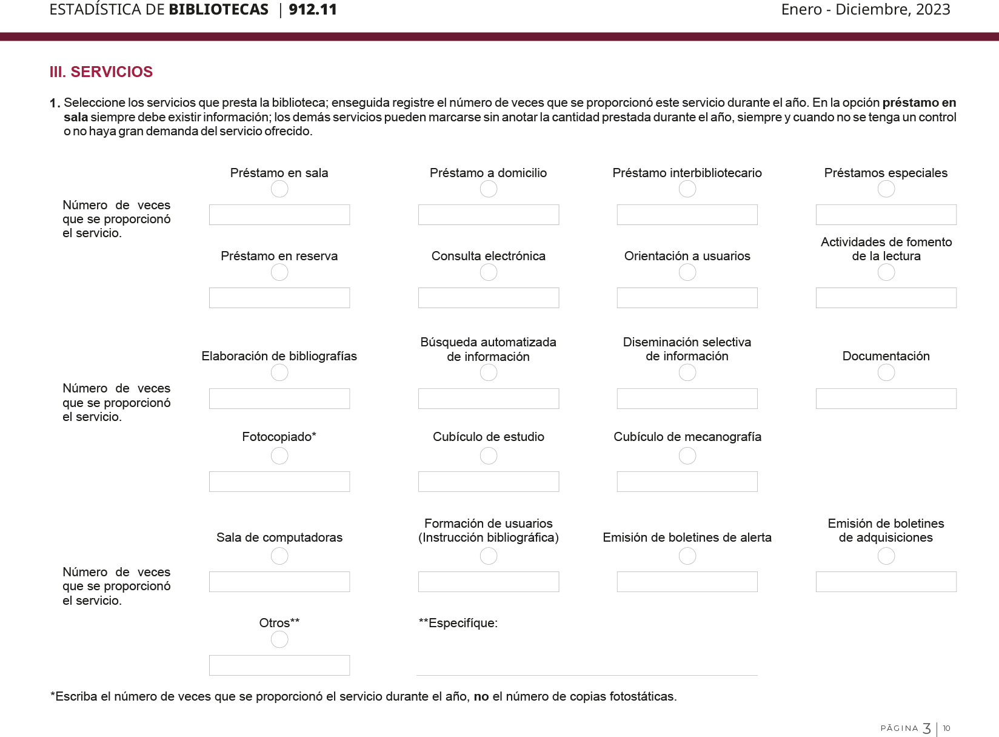 ESTADÍSTICA DE BIBLIOTECAS | 912.11
Enero - Diciembre, 2023
III. SERVICIOS
1. Seleccione los servicios que presta la biblioteca; enseguida registre el número de veces que se proporcionó este servicio durante el año. En la opción préstamo en
sala siempre debe existir información; los demás servicios pueden marcarse sin anotar la cantidad prestada durante el año, siempre y cuando no se tenga un control
o no haya gran demanda del servicio ofrecido.
Préstamo en sala
Préstamo a domicilio
Préstamo interbibliotecario
Préstamos especiales
Número de veces
que se proporcionó
el servicio.
Préstamo en reserva
Consulta electrónica
Orientación a usuarios
Actividades de fomento
de la lectura
Elaboración de bibliografías
Búsqueda automatizada
de información
Diseminación selectiva
de información
Documentación
Número de veces
que se proporcionó
el servicio.
Fotocopiado*
Cubículo de estudio
Cubículo de mecanografía
Sala de computadoras
Formación de usuarios
(Instrucción bibliográfica)
Emisión de boletines de alerta
Emisión de boletines
de adquisiciones
Número de veces
que se proporcionó
el servicio.
Otros**
**Especifíque:
*Escriba el número de veces que se proporcionó el servicio durante el año, no el número de copias fotostáticas.
PÁGINA 3 | 10